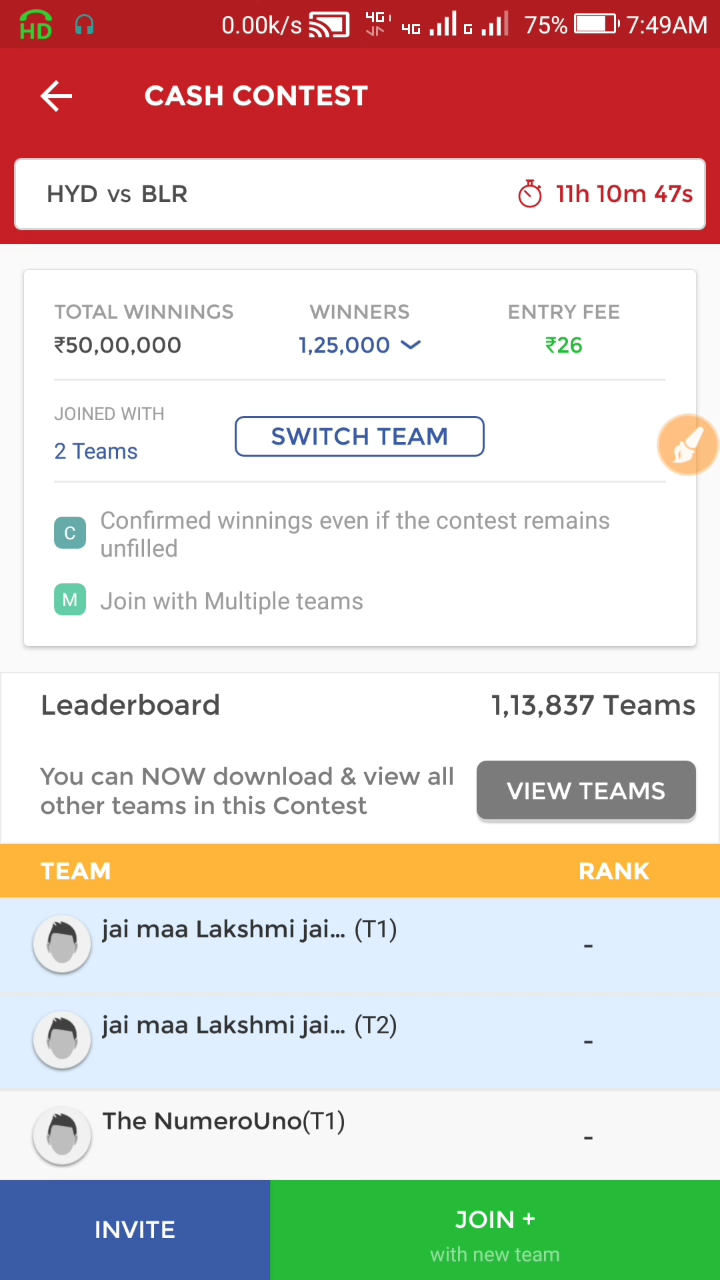 HD 0.00k/s 4G 4G G 75% 7:49AM
CASH CONTEST
HYD vs BLR 11h 10m 47s
TOTAL WINNINGS WINNERS ENTRY FEE
₹50,00,000 1,25,000 ₹26
JOINED WITH
2 Teams SWITCH TEAM
C Confirmed winnings even if the contest remains
unfilled
M Join with Multiple teams
Leaderboard 1,13,837 Teams
You can NOW download & view all
other teams in this Contest
VIEW TEAMS
TEAM RANK
jai maa Lakshmi jai... (T1) -
jai maa Lakshmi jai... (T2) -
The NumeroUno(T1) -
INVITE JOIN +
with new team